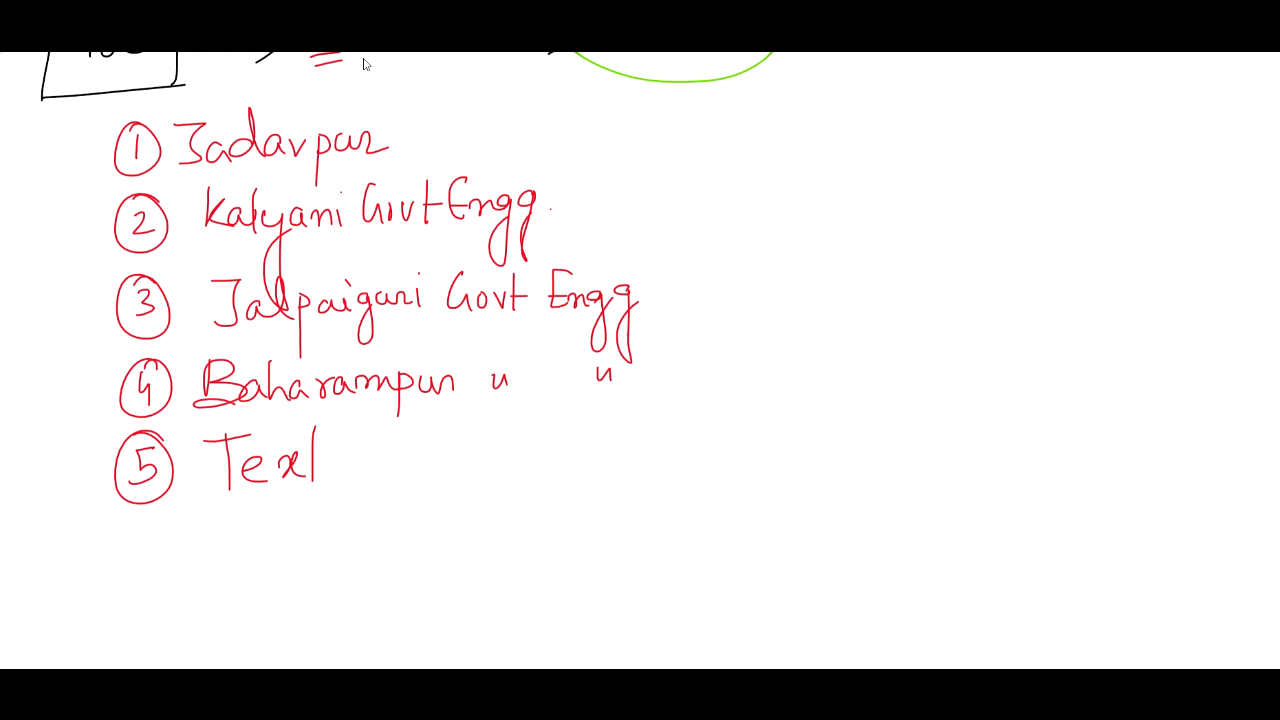 ① Jadavpur
② Kalyani Govt Engg.
③ Jalpaiguri Govt Engg
④ Baharampur " "
⑤ Text